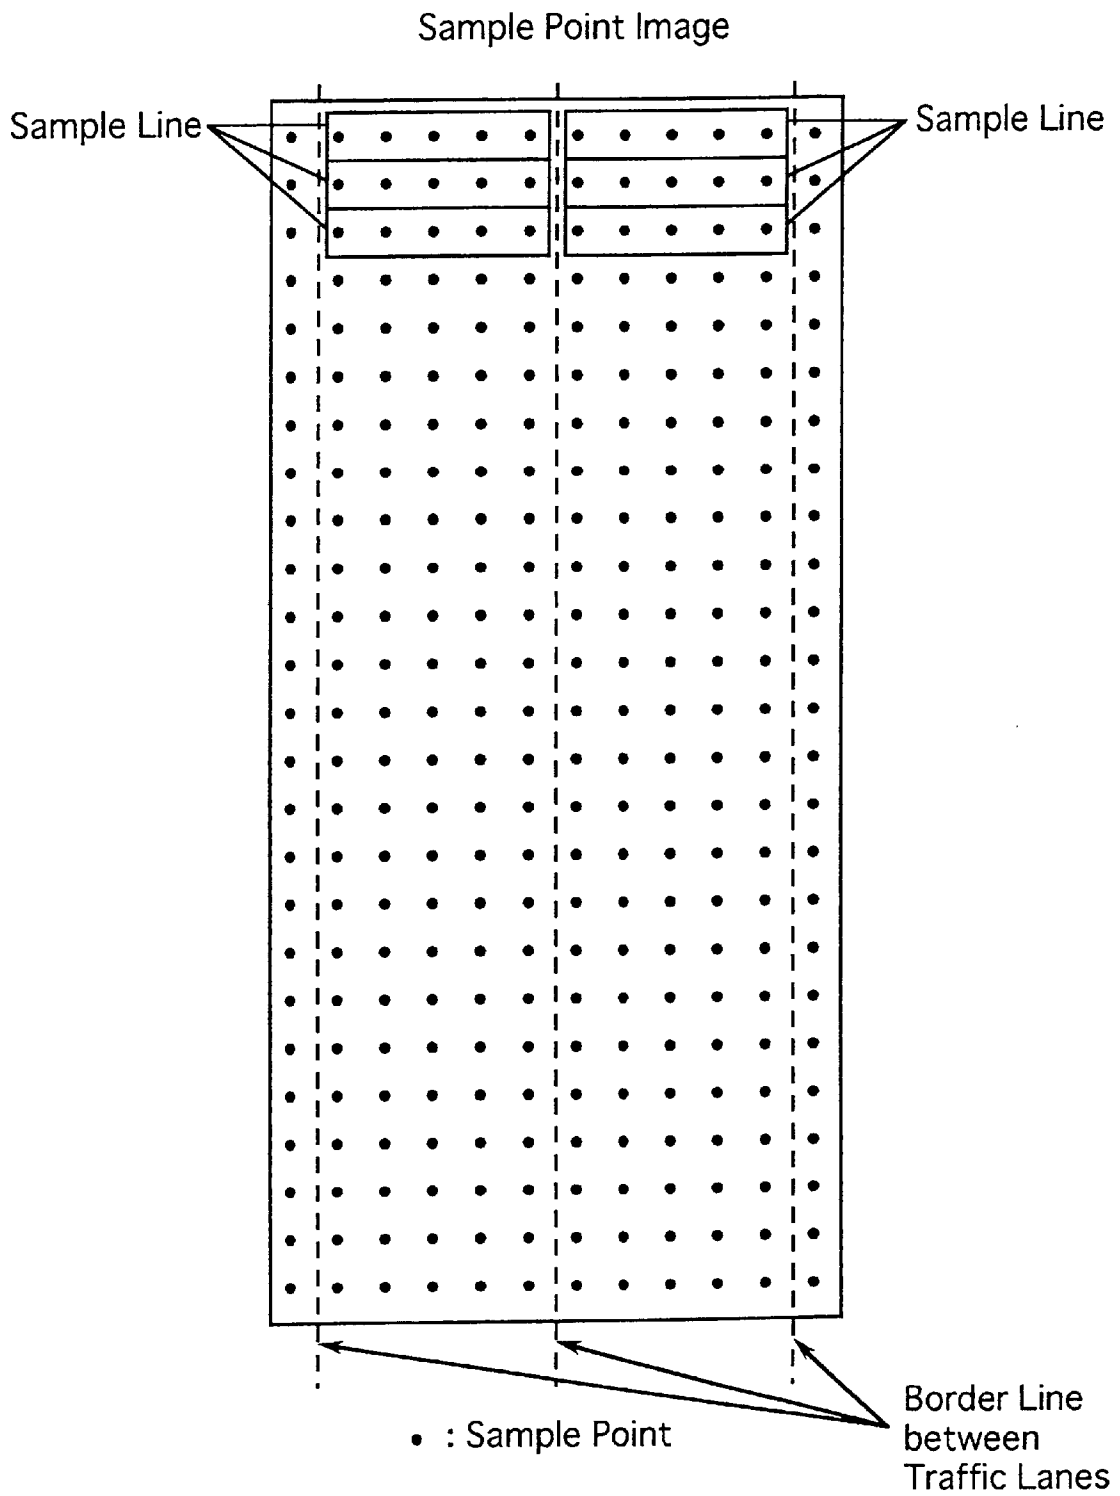 Sample Point Image
Sample Line
Sample Line
• : Sample Point
Border Line
between
Traffic Lanes